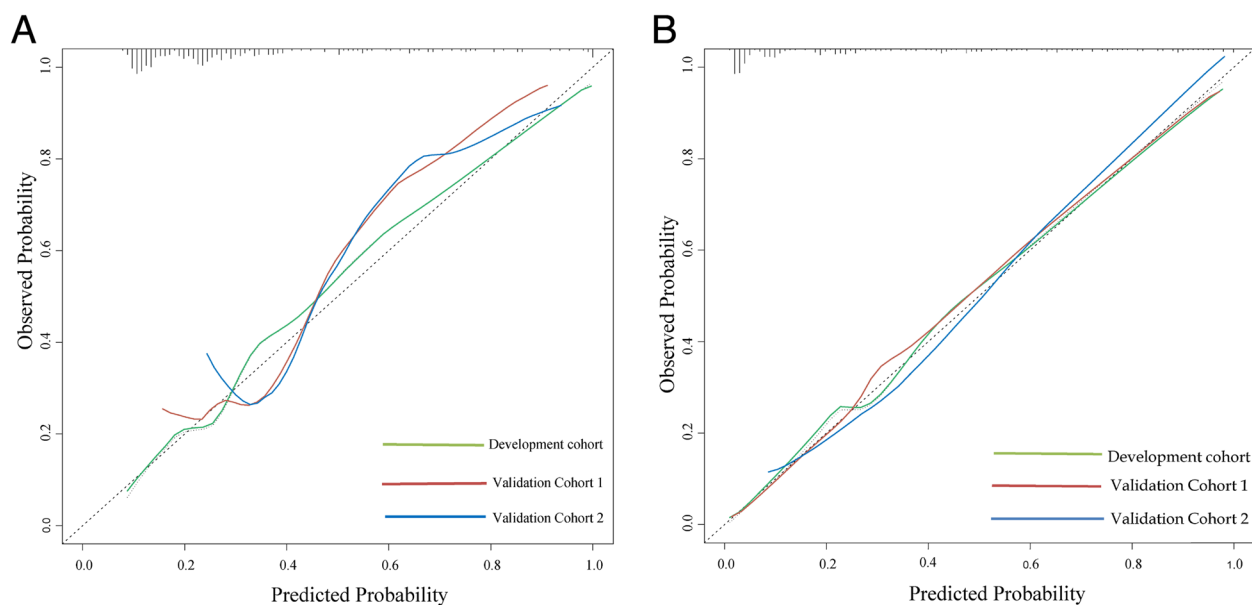 A
1.0
0.8
0.6
0.4
0.2
0.0
Observed Probability
Development cohort
Validation Cohort 1
Validation Cohort 2
0.0 0.2 0.4 0.6 0.8 1.0
Predicted Probability
B
1.0
0.8
0.6
0.4
0.2
0.0
Observed Probability
Development cohort
Validation Cohort 1
Validation Cohort 2
0.0 0.2 0.4 0.6 0.8 1.0
Predicted Probability